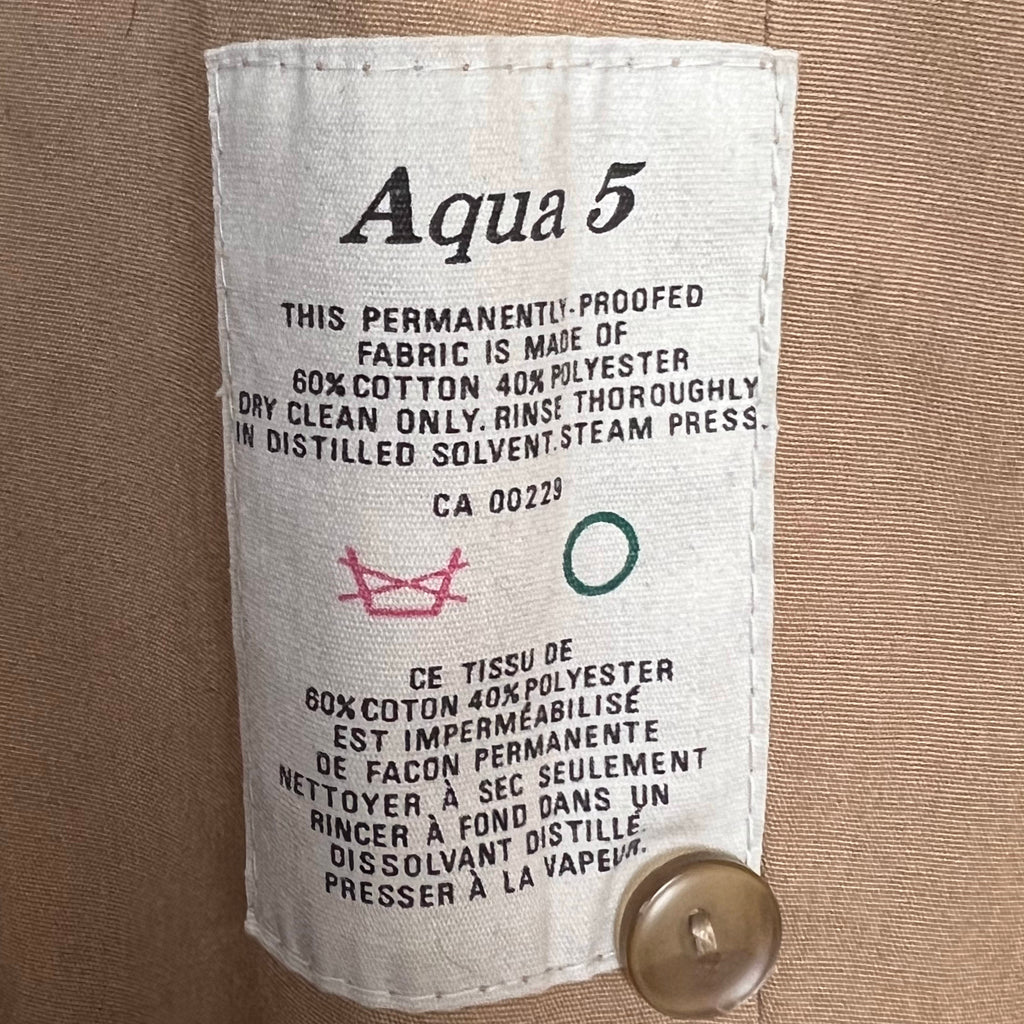 Aqua 5
THIS PERMANENTLY-PROOFED
FABRIC IS MADE OF
60% COTTON 40% POLYESTER
DRY CLEAN ONLY. RINSE THOROUGHLY
IN DISTILLED SOLVENT. STEAM PRESS.
CA 00229
CE TISSU DE
60% COTON 40% POLYESTER
EST IMPERMÉABILISÉ
DE FACON PERMANENTE
NETTOYER À SEC SEULEMENT
RINCER À FOND DANS UN
DISSOLVANT DISTILLÉ.
PRESSER À LA VAPEUR.